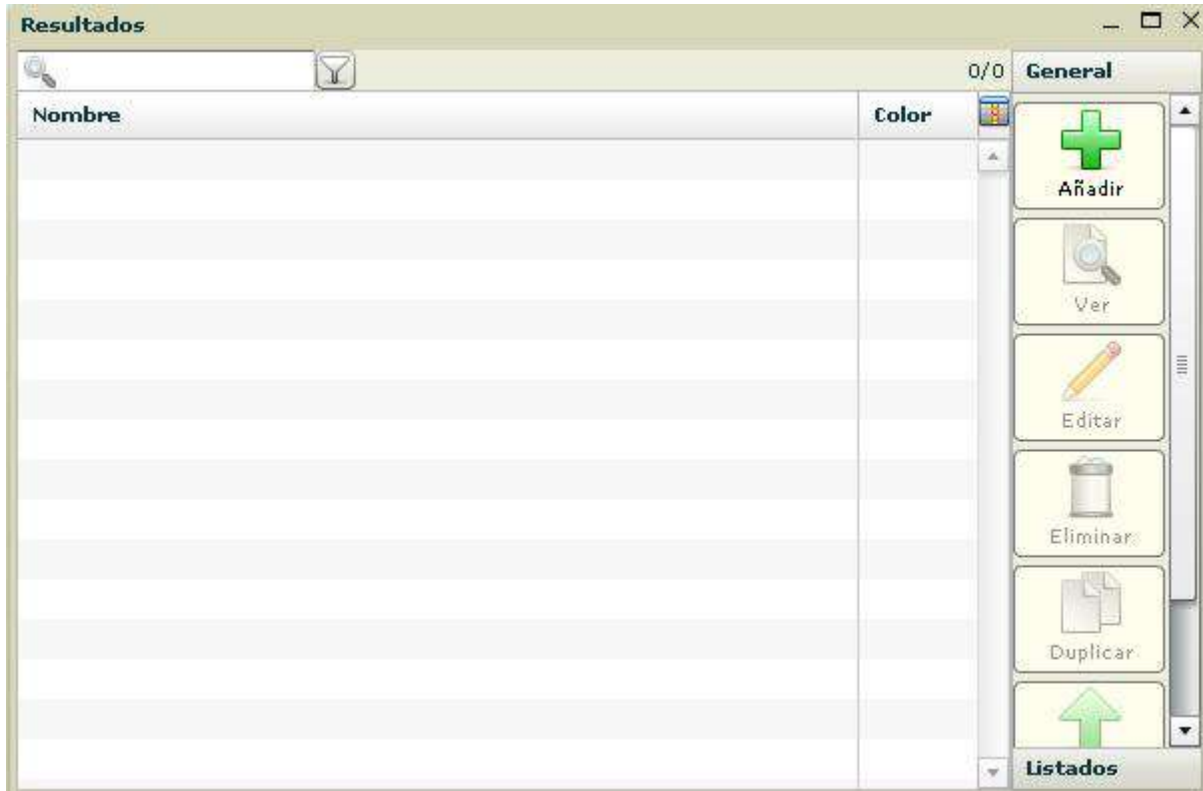 Resultados
0/0
General
Nombre
Color
Añadir
Ver
Editar
Eliminar
Duplicar
Listados